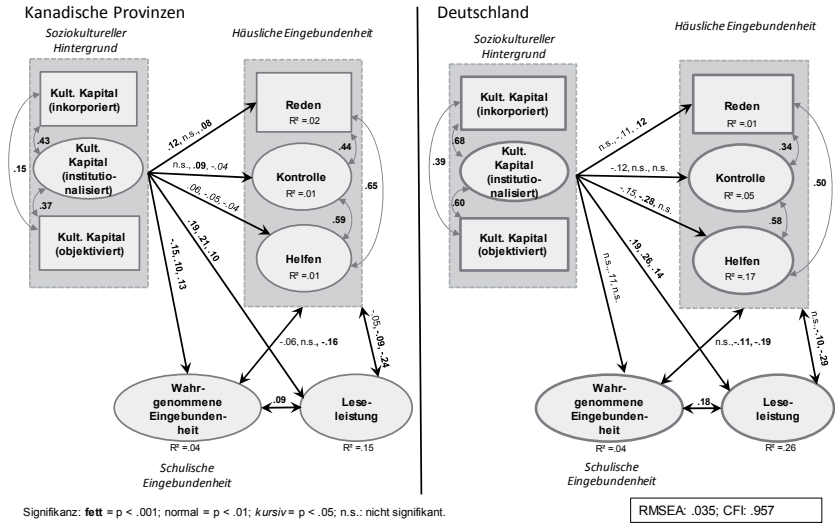 Kanadische Provinzen
Soziokultureller
Hintergrund
Häusliche Eingebundenheit
Kult. Kapital
(inkorporiert)
.43
.15
Kult.
Kapital
(institutio-
nalisiert)
.37
Kult. Kapital
(objektiviert)
.12, n.s., .08
n.s., .09, -.04
.06, -.05, -.04
.19, .21, .10
-.15, .10, .13
Reden
R² =.02
.44
Kontrolle
R² =.01
.65
.59
Helfen
R² =.01
-.06, n.s., -.16
-.05, -.09, -.24
Wahr-
genommene
Eingebunden-
heit
R² =.04
.09
Lese-
leistung
R² =.15
Schulische
Eingebundenheit
Deutschland
Soziokultureller
Hintergrund
Häusliche Eingebundenheit
Kult. Kapital
(inkorporiert)
.68
.39
Kult.
Kapital
(institutio-
nalisiert)
.60
Kult. Kapital
(objektiviert)
n.s., -.11, .12
-.12, n.s., n.s.
-.15, -.28, n.s.
.19, .26, .14
n.s., .11, n.s.
Reden
R² =.01
.34
Kontrolle
R² =.05
.50
.58
Helfen
R² =.17
n.s.,-.11, -.19
n.s., -.10, -.29
Wahr-
genommene
Eingebunden-
heit
R² =.04
.18
Lese-
leistung
R² =.26
Schulische
Eingebundenheit
Signifikanz: fett = p < .001; normal = p < .01; kursiv = p < .05; n.s.: nicht signifikant.
RMSEA: .035; CFI: .957